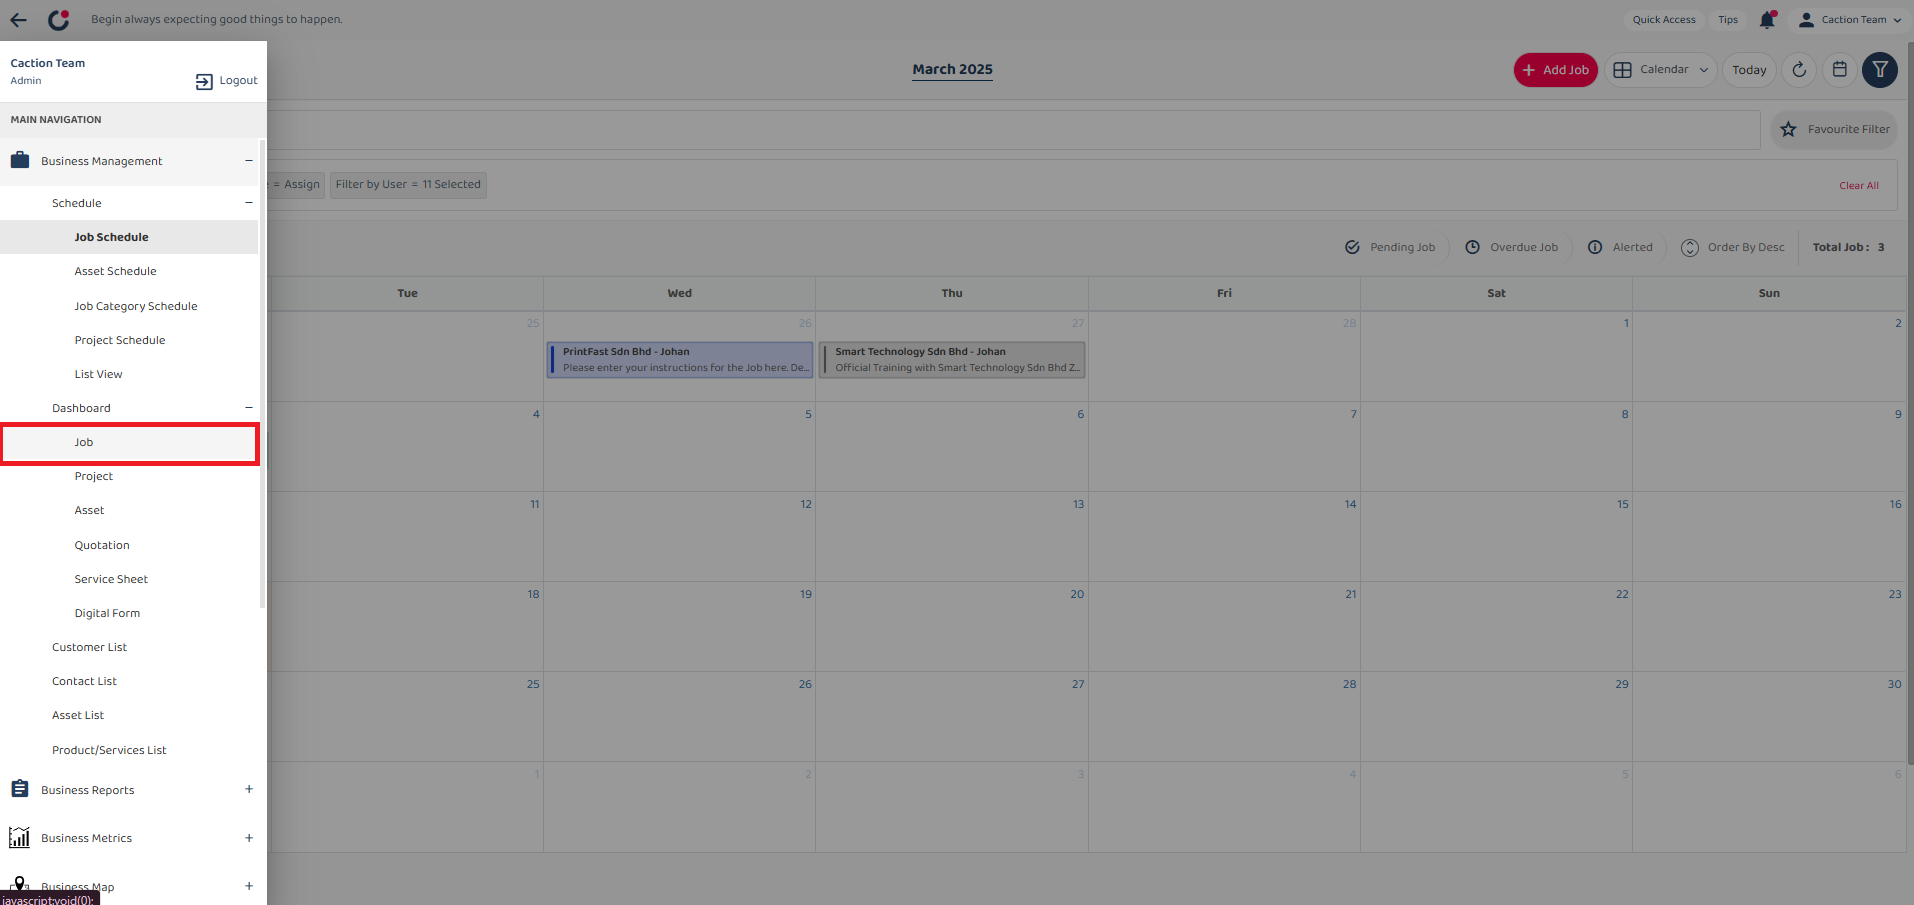 Begin always expecting good things to happen.
Quick Access
Tips
Caction Team
Caction Team
Admin
Logout
MAIN NAVIGATION
Business Management
Schedule
Job Schedule
Asset Schedule
Job Category Schedule
Project Schedule
List View
Dashboard
Job
Project
Asset
Quotation
Service Sheet
Digital Form
Customer List
Contact List
Asset List
Product/Services List
Business Reports
Business Metrics
Business Map
javascript:void(0);
March 2025
+ Add Job
Calendar
Today
Favourite Filter
= Assign
Filter by User = 11 Selected
Clear All
Pending Job
Overdue Job
Alerted
Order By Desc
Total Job : 3
Tue Wed Thu Fri Sat Sun
25 26 27 28 1 2
PrintFast Sdn Bhd - Johan
Please enter your instructions for the Job here. De...
Smart Technology Sdn Bhd - Johan
Official Training with Smart Technology Sdn Bhd Z...
4 5 6 7 8 9
11 12 13 14 15 16
18 19 20 21 22 23
25 26 27 28 29 30
1 2 3 4 5 6